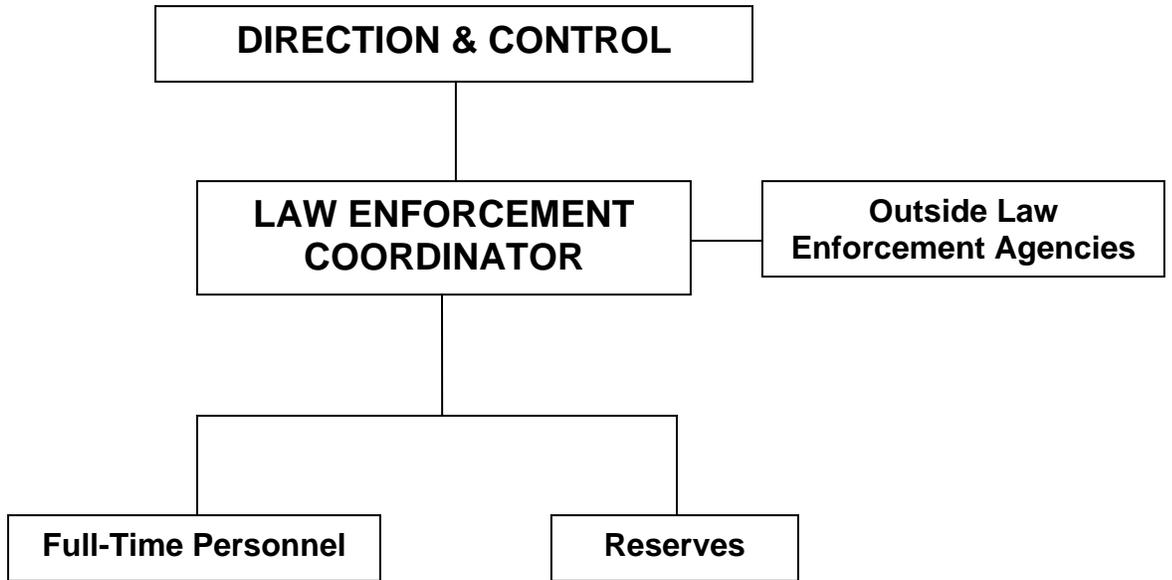 DIRECTION & CONTROL
LAW ENFORCEMENT
COORDINATOR
Outside Law
Enforcement Agencies
Full-Time Personnel
Reserves